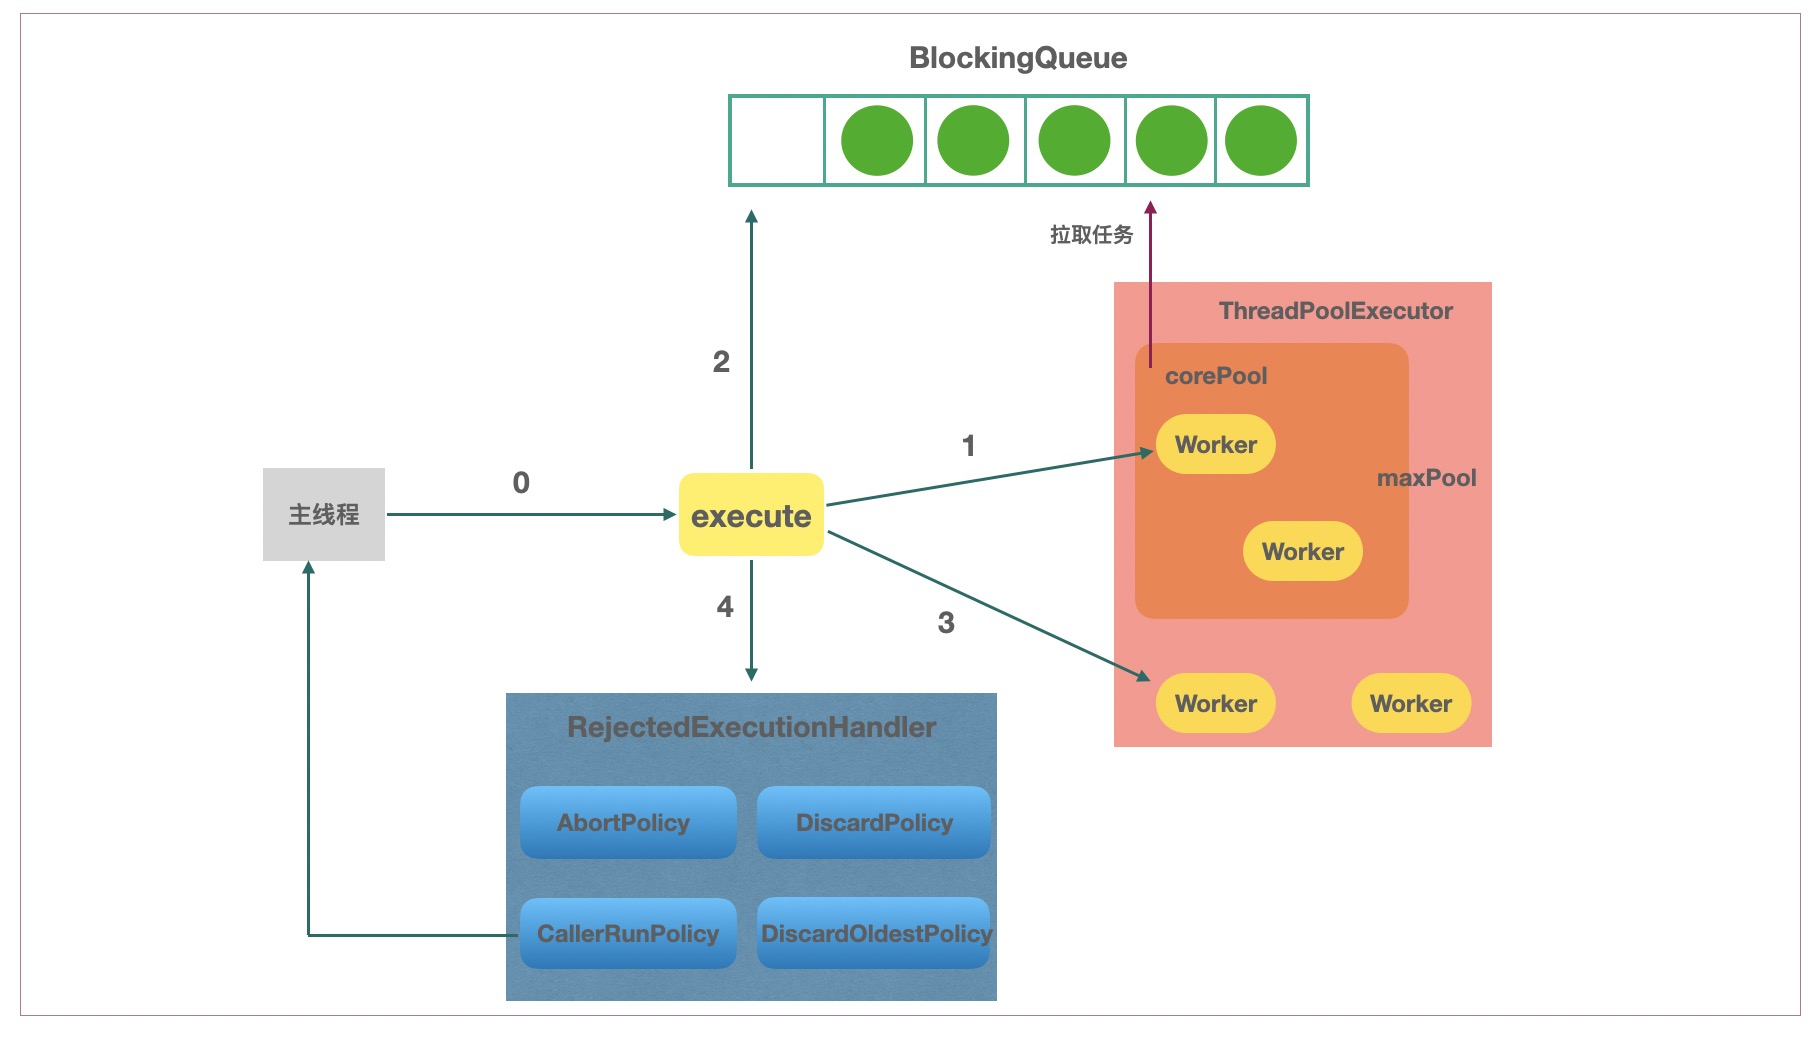 BlockingQueue
拉取任务
ThreadPoolExecutor
2
corePool
1
Worker
maxPool
0
主线程
execute
Worker
4
3
Worker
Worker
RejectedExecutionHandler
AbortPolicy
DiscardPolicy
CallerRunPolicy
DiscardOldestPolicy